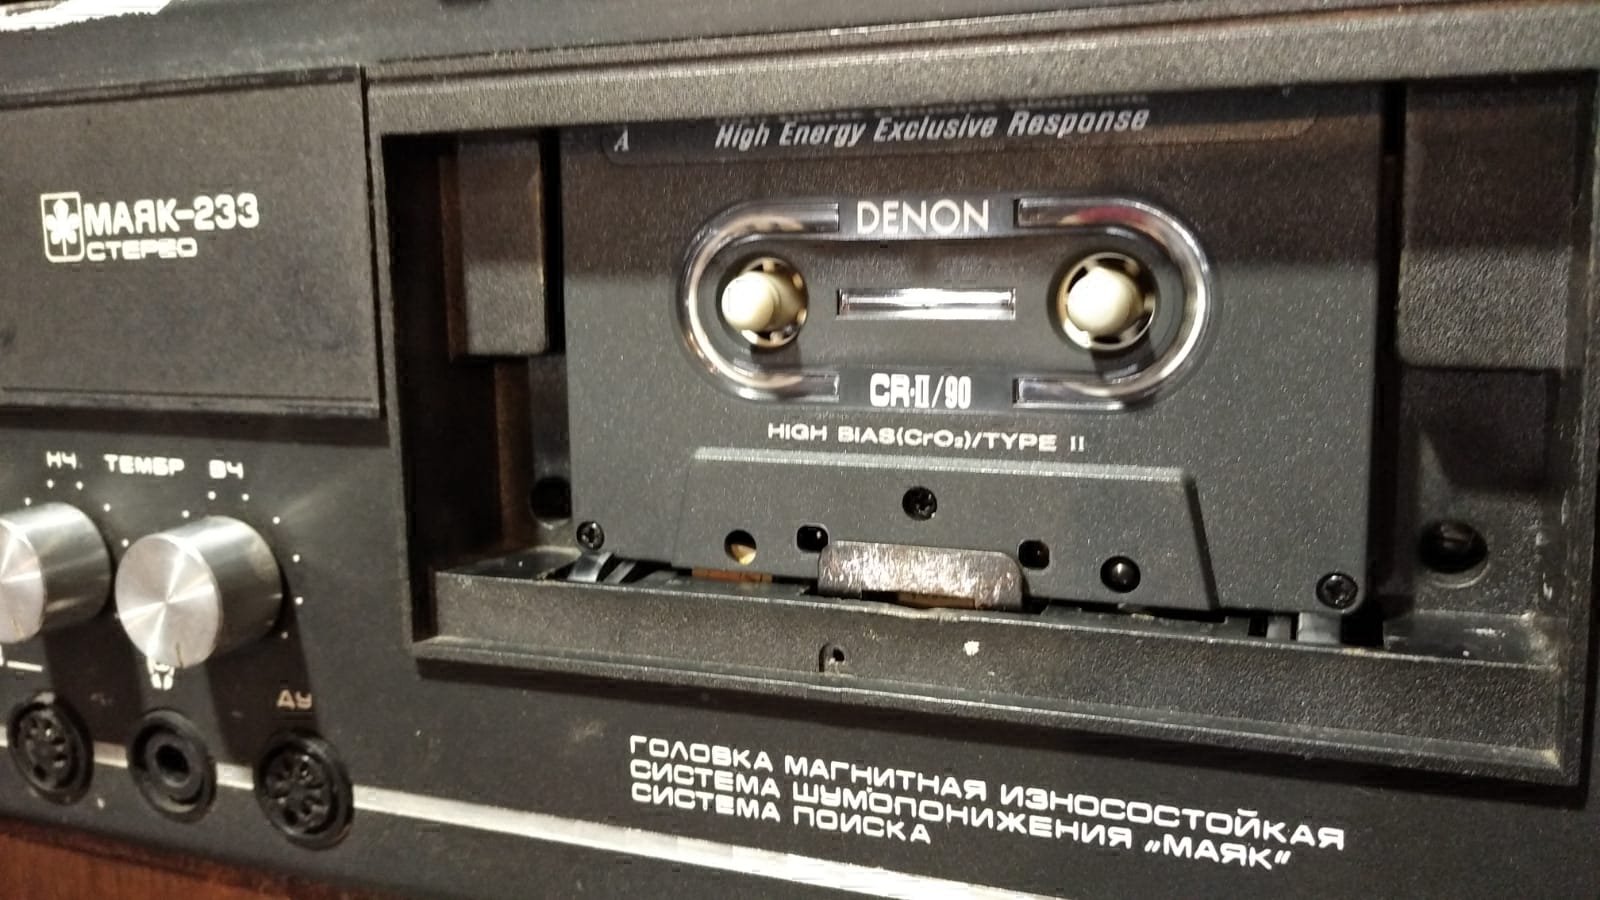 МАЯК-233
СТЕРЕО
НЧ ТЕМБР ВЧ
ДУ
A High Energy Exclusive Response
DENON
CR·II/90
HIGH BIAS(CrO₂)/TYPE II
ГОЛОВКА МАГНИТНАЯ ИЗНОСОСТОЙКАЯ
СИСТЕМА ШУМОПОНИЖЕНИЯ „МАЯК"
СИСТЕМА ПОИСКА